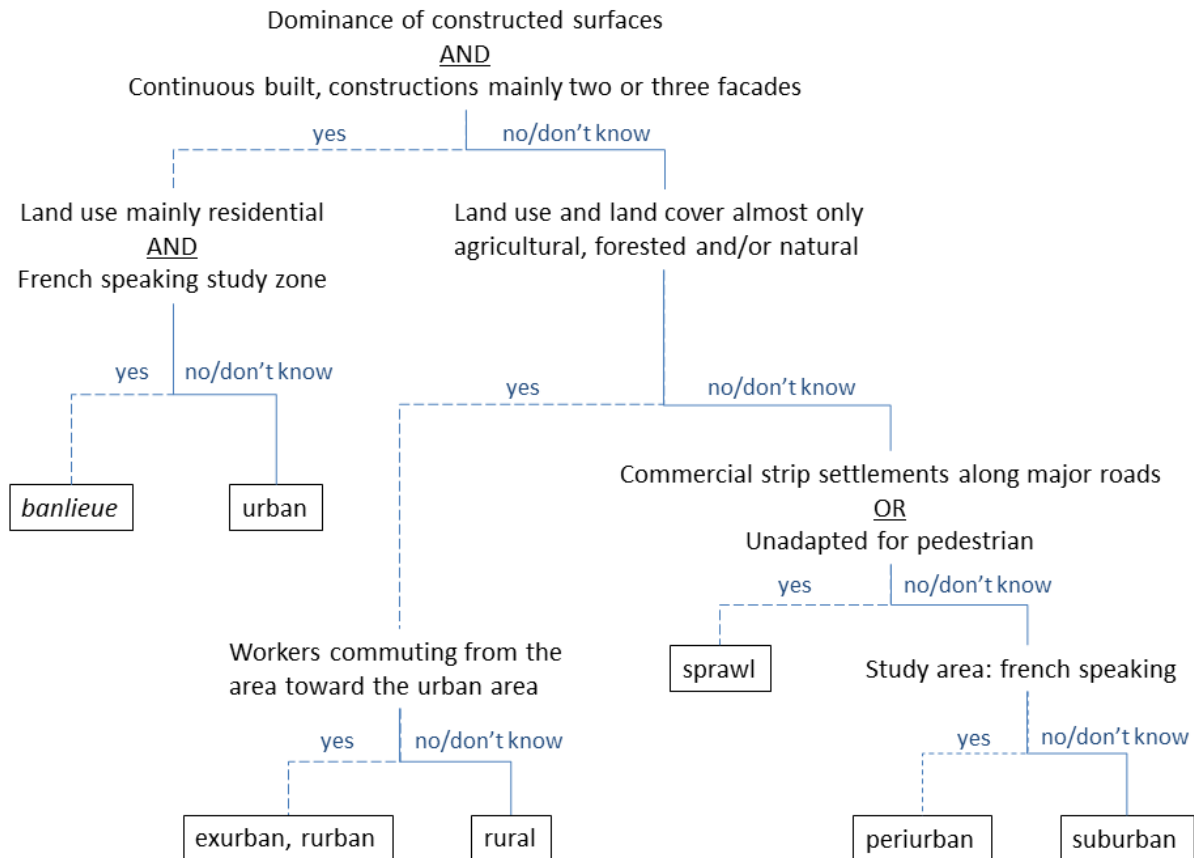 Dominance of constructed surfaces
AND
Continuous built, constructions mainly two or three facades
yes
no/don't know
Land use mainly residential
AND
French speaking study zone
Land use and land cover almost only
agricultural, forested and/or natural
yes
no/don't know
yes
no/don't know
banlieue
urban
Commercial strip settlements along major roads
OR
Unadapted for pedestrian
yes
no/don't know
Workers commuting from the
area toward the urban area
sprawl
Study area: french speaking
yes
no/don't know
yes
no/don't know
exurban, rurban
rural
periurban
suburban